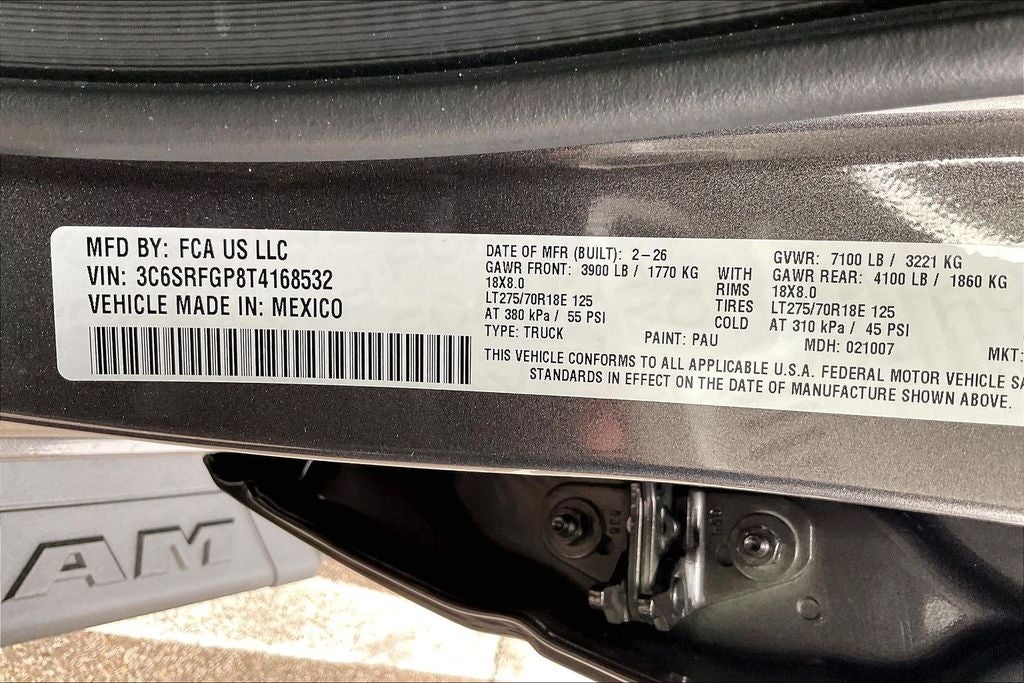 MFD BY: FCA US LLC
VIN: 3C6SRFGP8T4168532
VEHICLE MADE IN: MEXICO
DATE OF MFR (BUILT): 2-26
GVWR: 7100 LB / 3221 KG
GAWR FRONT: 3900 LB / 1770 KG WITH GAWR REAR: 4100 LB / 1860 KG
18X8.0 RIMS 18X8.0
LT275/70R18E 125 TIRES LT275/70R18E 125
AT 380 kPa / 55 PSI COLD AT 310 kPa / 45 PSI
TYPE: TRUCK PAINT: PAU MDH: 021007 MKT:
THIS VEHICLE CONFORMS TO ALL APPLICABLE U.S.A. FEDERAL MOTOR VEHICLE SA
STANDARDS IN EFFECT ON THE DATE OF MANUFACTURE SHOWN ABOVE.
AM